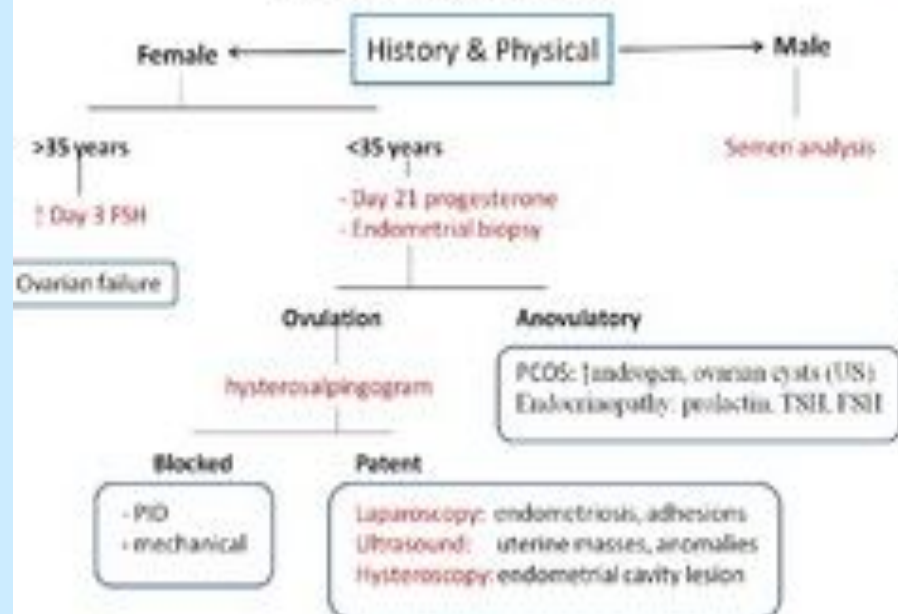 History & Physical
Female
Male
>35 years
<35 years
Semen analysis
↑ Day 3 FSH
- Day 21 progesterone
- Endometrial biopsy
Ovarian failure
Ovulation
Anovulatory
PCOS: ↑androgen, ovarian cysts (US)
Endocrinopathy: prolactin, TSH, FSH
hysterosalpingogram
Blocked
Patent
- PID
- mechanical
Laparoscopy: endometriosis, adhesions
Ultrasound: uterine masses, anomalies
Hysteroscopy: endometrial cavity lesion